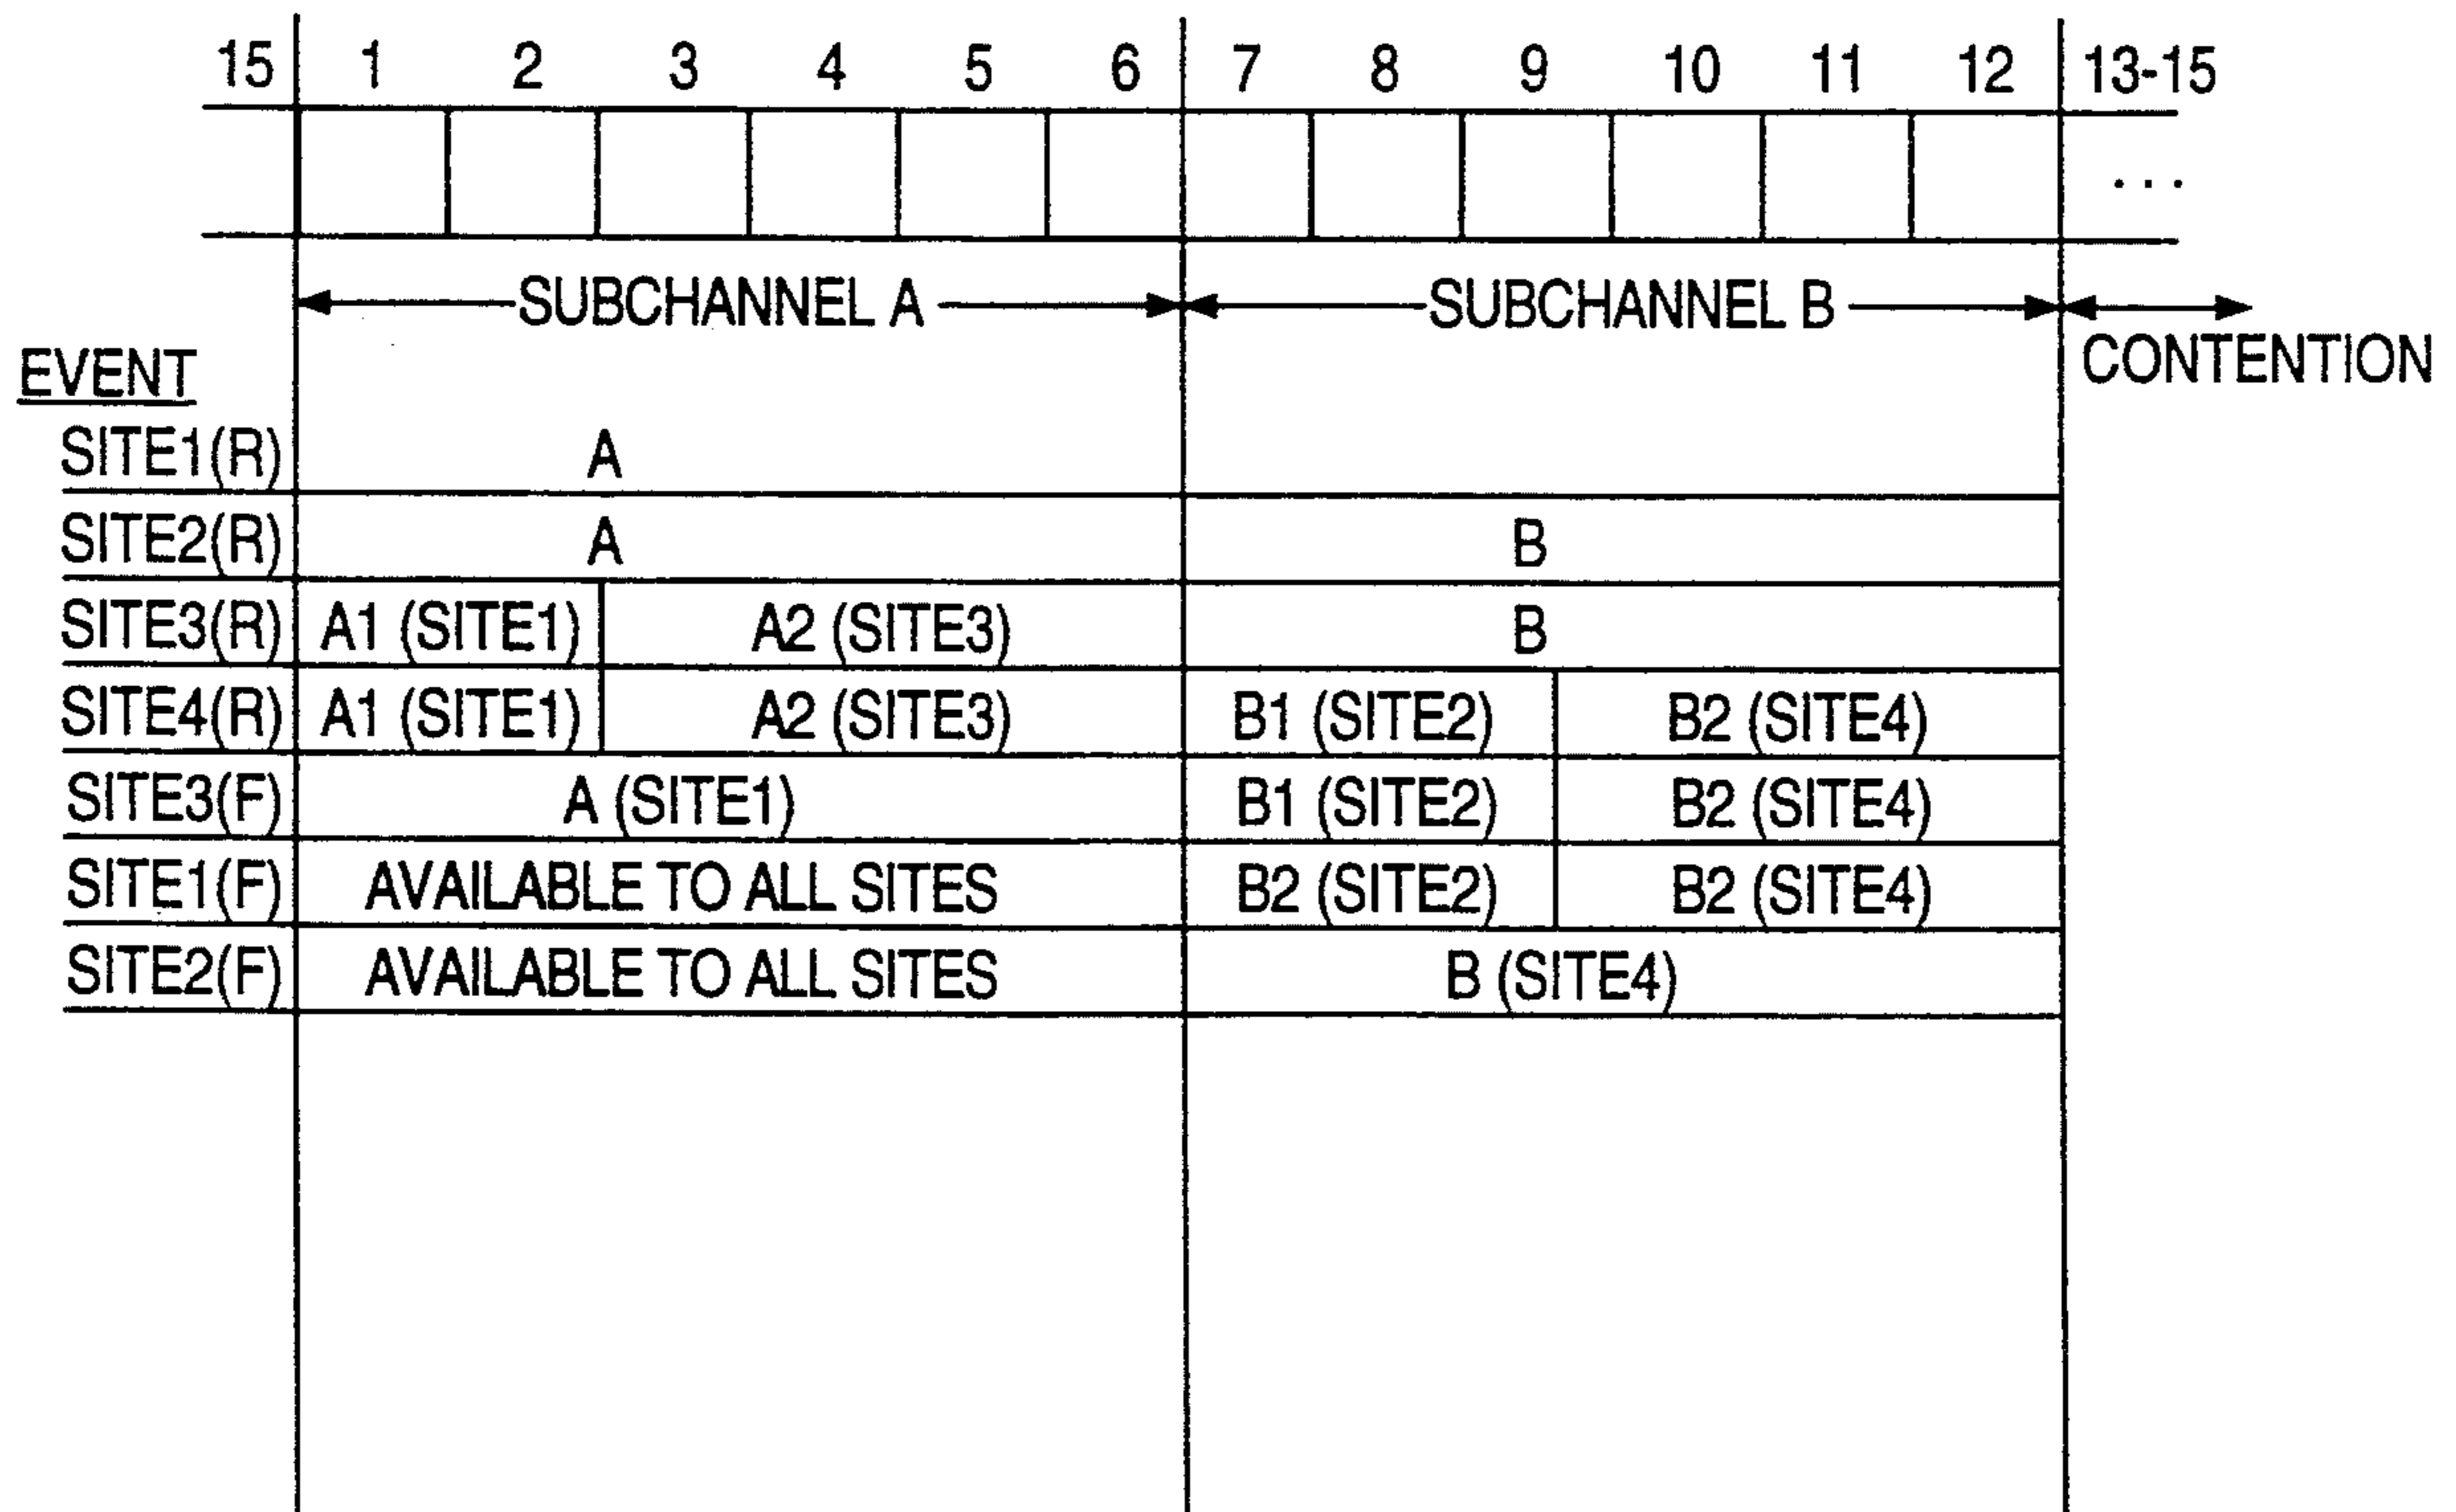 15 1 2 3 4 5 6 7 8 9 10 11 12 13-15
...
SUBCHANNEL A SUBCHANNEL B
CONTENTION
EVENT
SITE1(R) A
SITE2(R) A B
SITE3(R) A1 (SITE1) A2 (SITE3) B
SITE4(R) A1 (SITE1) A2 (SITE3) B1 (SITE2) B2 (SITE4)
SITE3(F) A (SITE1) B1 (SITE2) B2 (SITE4)
SITE1(F) AVAILABLE TO ALL SITES B2 (SITE2) B2 (SITE4)
SITE2(F) AVAILABLE TO ALL SITES B (SITE4)